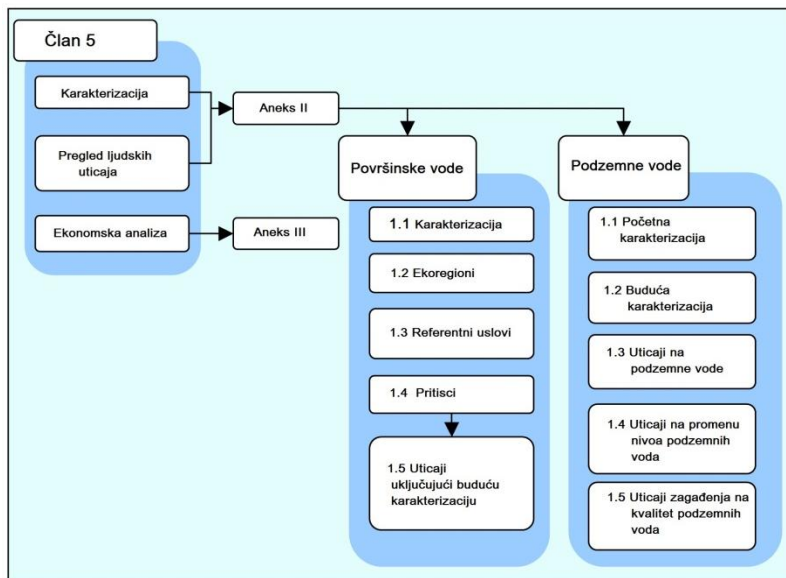 Član 5
Karakterizacija
Pregled ljudskih
uticaja
Ekonomska analiza
Aneks II
Aneks III
Površinske vode
1.1 Karakterizacija
1.2 Ekoregioni
1.3 Referentni uslovi
1.4 Pritisci
1.5 Uticaji
uključujući buduću
karakterizaciju
Podzemne vode
1.1 Početna
karakterizacija
1.2 Buduća
karakterizacija
1.3 Uticaji na
podzemne vode
1.4 Uticaji na promenu
nivoa podzemnih
voda
1.5 Uticaji zagađenja na
kvalitet podzemnih
voda